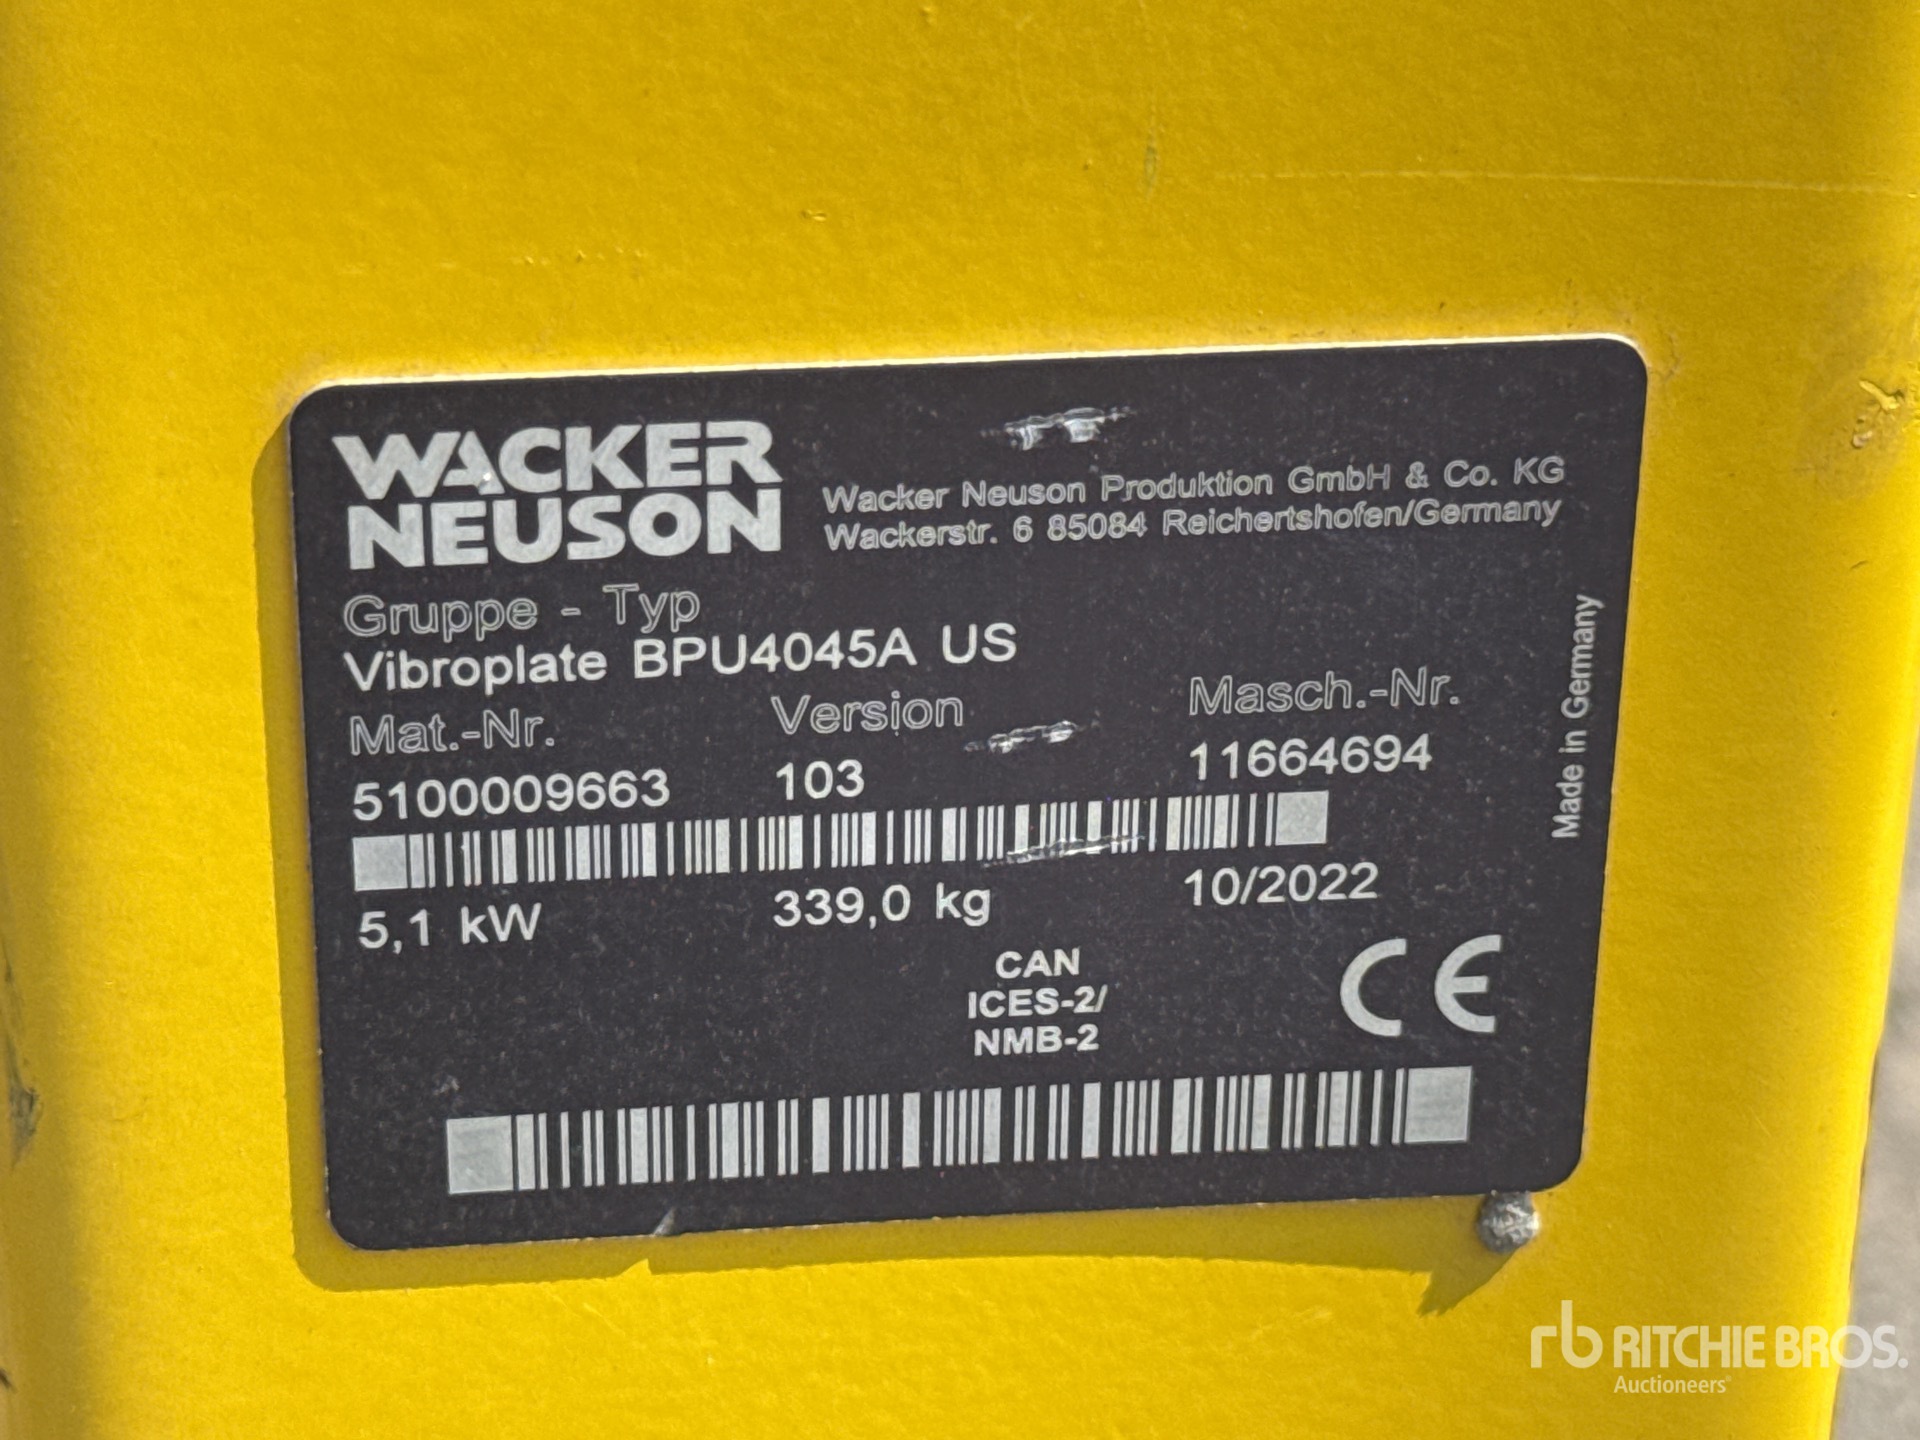 WACKER
NEUSON
Wacker Neuson Produktion GmbH & Co. KG
Wackerstr. 6 85084 Reichertshofen/Germany
Gruppe - Typ
Vibroplate BPU4045A US
Mat.-Nr. Version Masch.-Nr.
5100009663 103 11664694
5,1 kW 339,0 kg 10/2022
CAN
ICES-2/
NMB-2
CE
Made in Germany
rb RITCHIE BROS.
Auctioneers